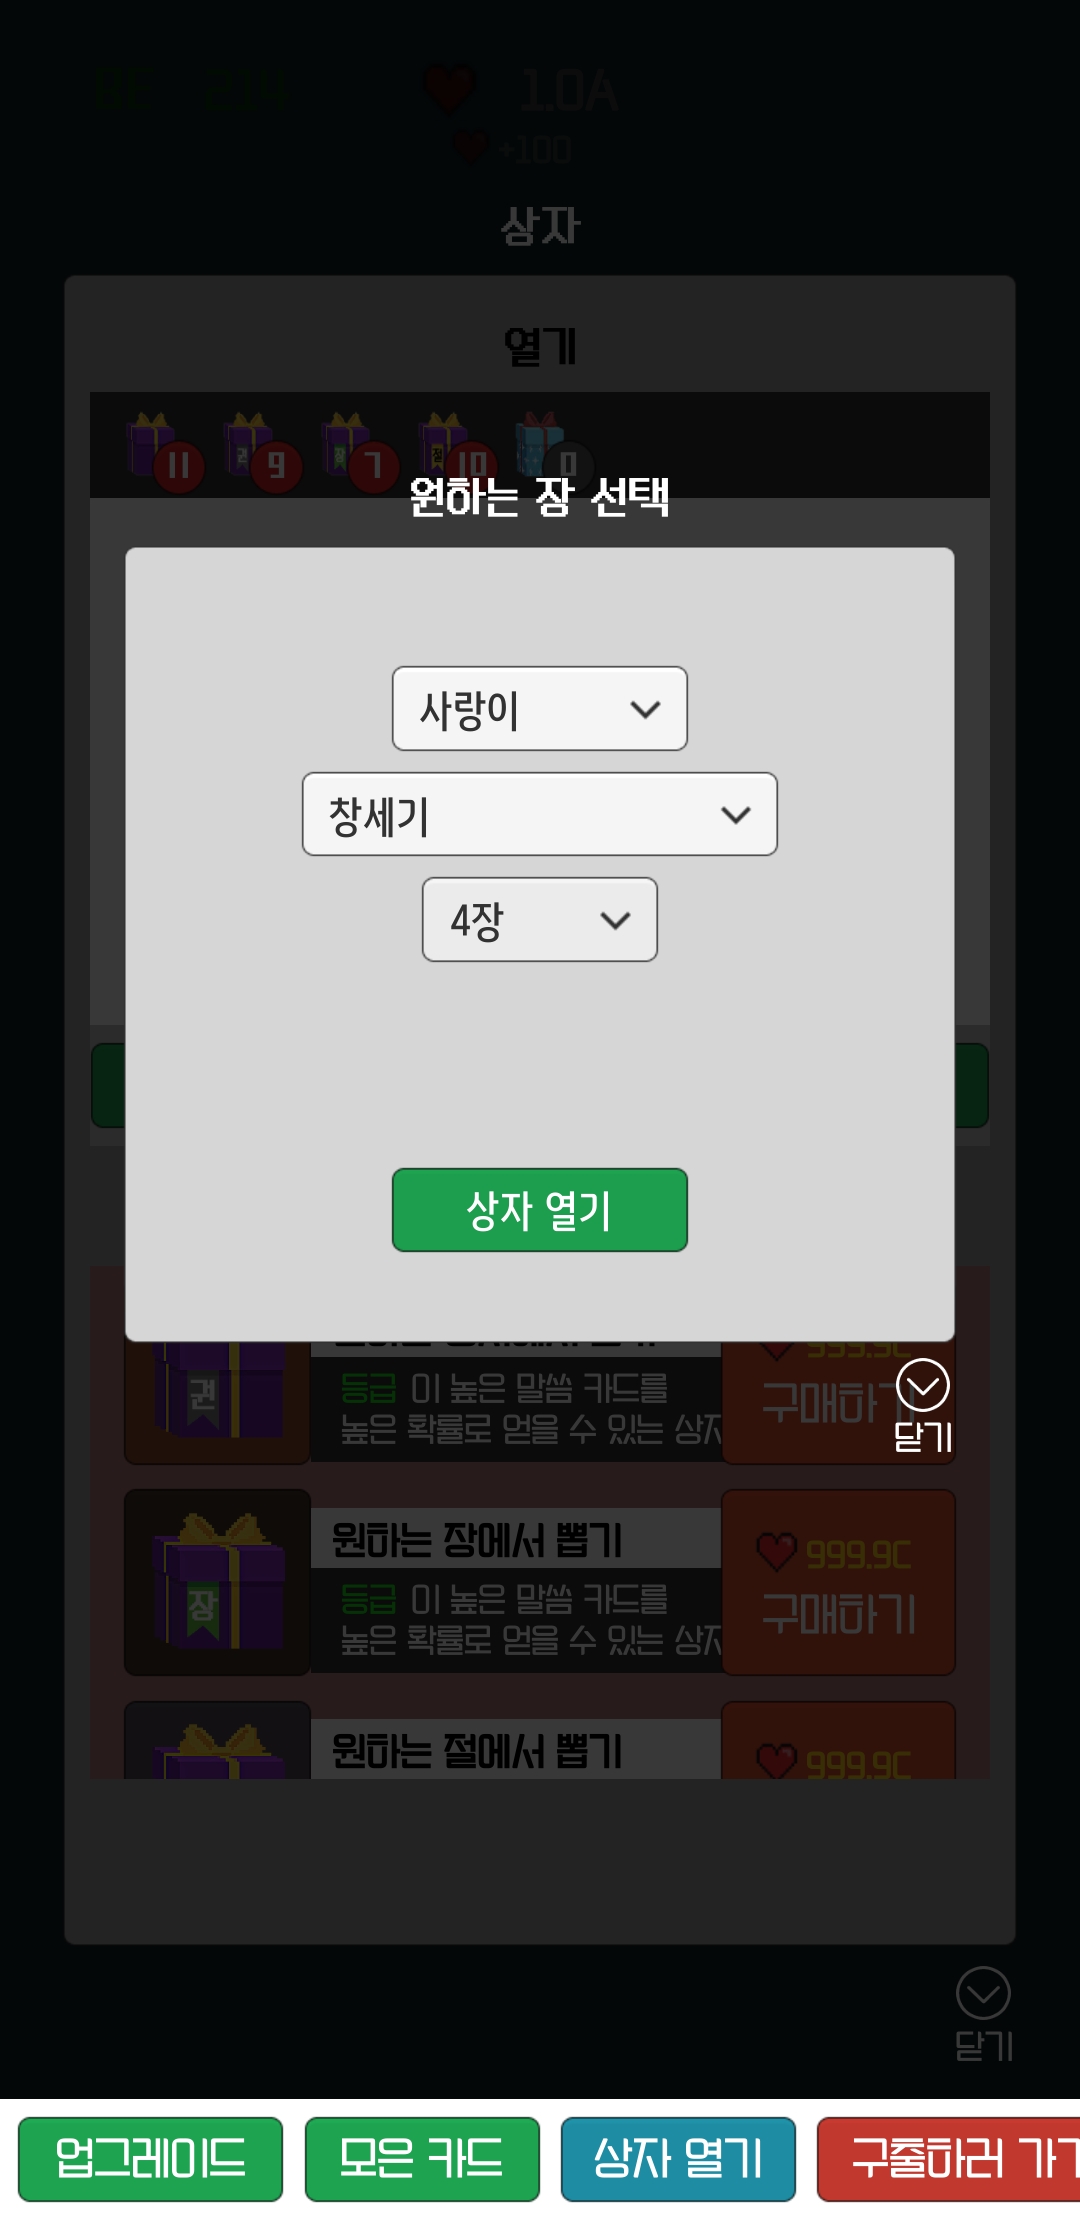 BC 214
1.0A
+100
상자
열기
11
권 9
장 7
절 10
0
원하는 장 선택
사랑이
창세기
4장
상자 열기
999.9C
권
등급 이 높은 말씀 카드를
구매하기
높은 확률로 얻을 수 있는 상자
닫기
원하는 장에서 뽑기
999.9C
장
등급 이 높은 말씀 카드를
구매하기
높은 확률로 얻을 수 있는 상자
원하는 절에서 뽑기
999.9C
닫기
업그레이드
모은 카드
상자 열기
구출하러 가기